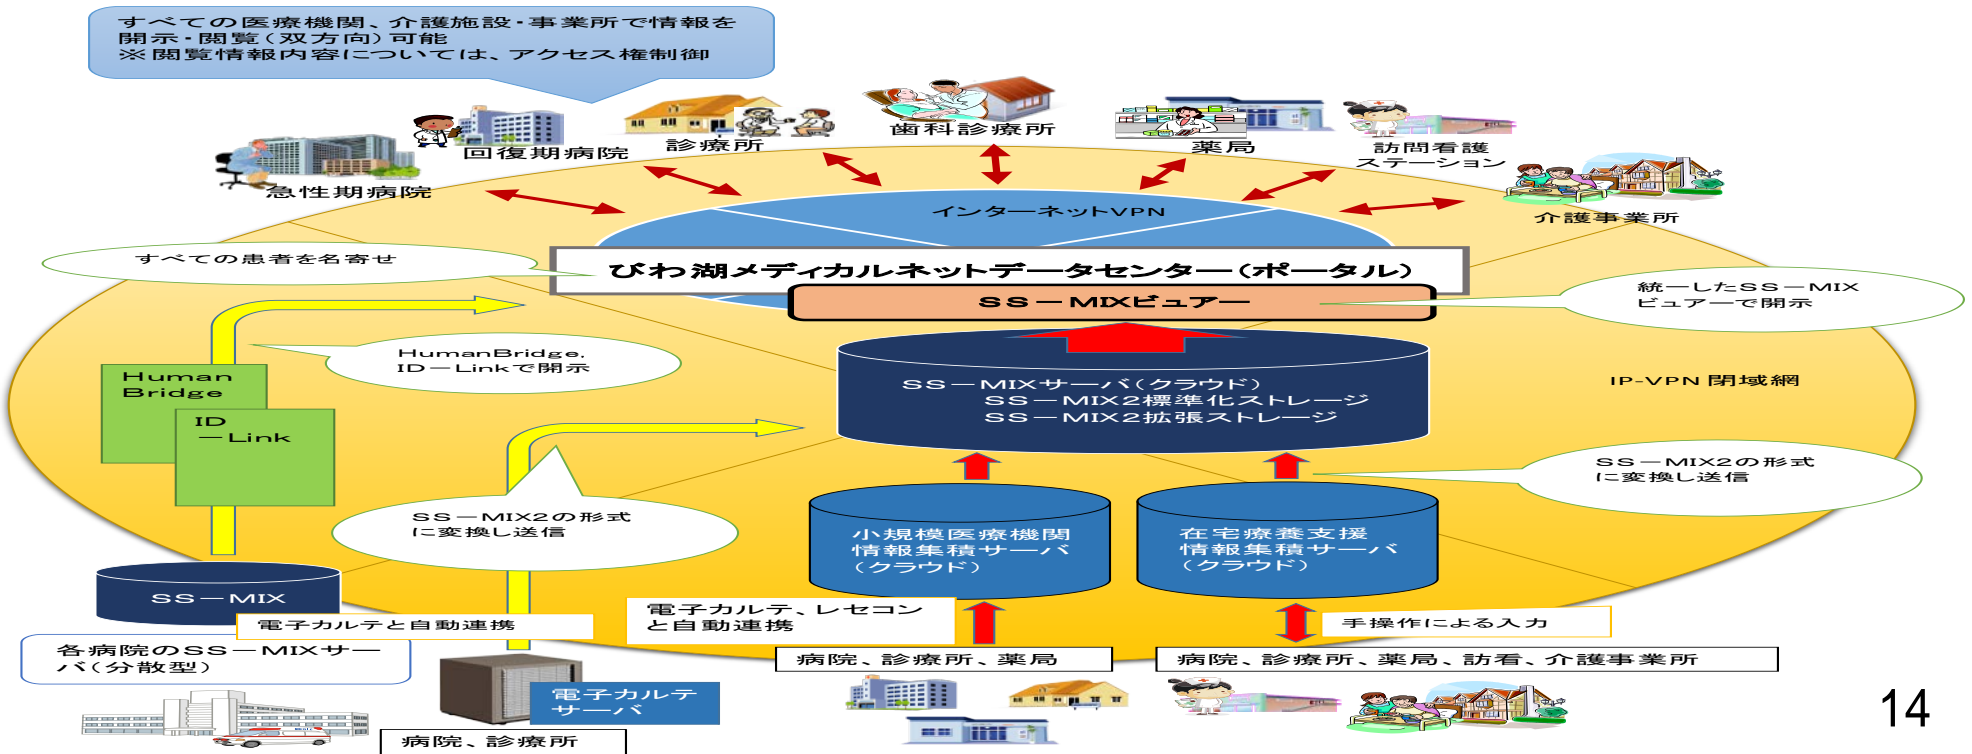 すべての医療機関、介護施設・事業所で情報を
開示・閲覧（双方向）可能
※閲覧情報内容については、アクセス権制御
急性期病院
回復期病院
診療所
歯科診療所
薬局
訪問看護
ステーション
介護事業所
インターネットVPN
すべての患者を名寄せ
びわ湖メディカルネットデータセンター（ポータル）
SS－MIXビュアー
統一したSS－MIX
ビュアーで開示
HumanBridge,
ID－Linkで開示
Human
Bridge
ID
－Link
SS－MIXサーバ（クラウド）
SS－MIX2標準化ストレージ
SS－MIX2拡張ストレージ
IP-VPN 閉域網
SS－MIX2の形式
に変換し送信
SS－MIX2の形式
に変換し送信
小規模医療機関
情報集積サーバ
（クラウド）
在宅療養支援
情報集積サーバ
（クラウド）
SS－MIX
電子カルテと自動連携
電子カルテ、レセコン
と自動連携
手操作による入力
各病院のSS－MIXサー
バ（分散型）
病院、診療所、薬局
病院、診療所、薬局、訪看、介護事業所
電子カルテ
サーバ
病院、診療所
14